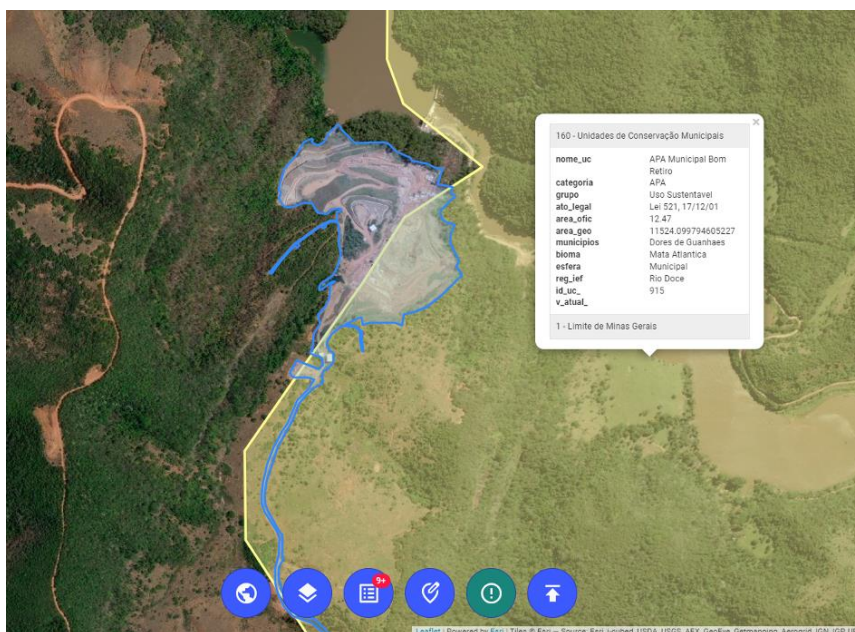 160 - Unidades de Conservação Municipais
nome_uc APA Municipal Bom
Retiro
categoria APA
grupo Uso Sustentavel
ato_legal Lei 521, 17/12/01
area_ofic 12.47
area_geo 11524.099794605227
municipios Dores de Guanhaes
bioma Mata Atlantica
esfera Municipal
reg_ief Rio Doce
id_uc_ 915
v_atual_
1 - Limite de Minas Gerais
9+
Leaflet | Powered by Esri | Tiles © Esri — Source: Esri, i-cubed, USDA, USGS, AEX, GeoEye, Getmapping, Aerogrid, IGN, IGP, U